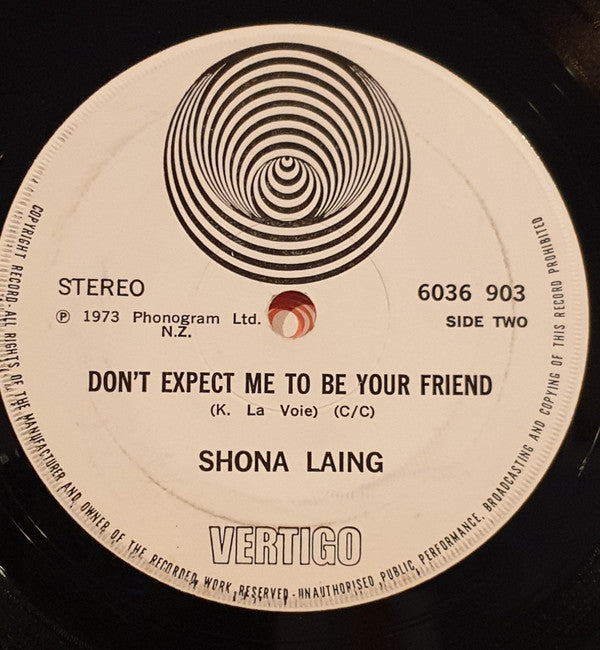 STEREO
6036 903
℗ 1973 Phonogram Ltd.
N.Z.
SIDE TWO
DON'T EXPECT ME TO BE YOUR FRIEND
(K. La Voie) (C/C)
SHONA LAING
VERTIGO
COPYRIGHT RECORD·ALL RIGHTS OF THE MANUFACTURER AND OWNER OF THE RECORDED WORK RESERVED·UNAUTHORISED PUBLIC PERFORMANCE, BROADCASTING AND COPYING OF THIS RECORD PROHIBITED